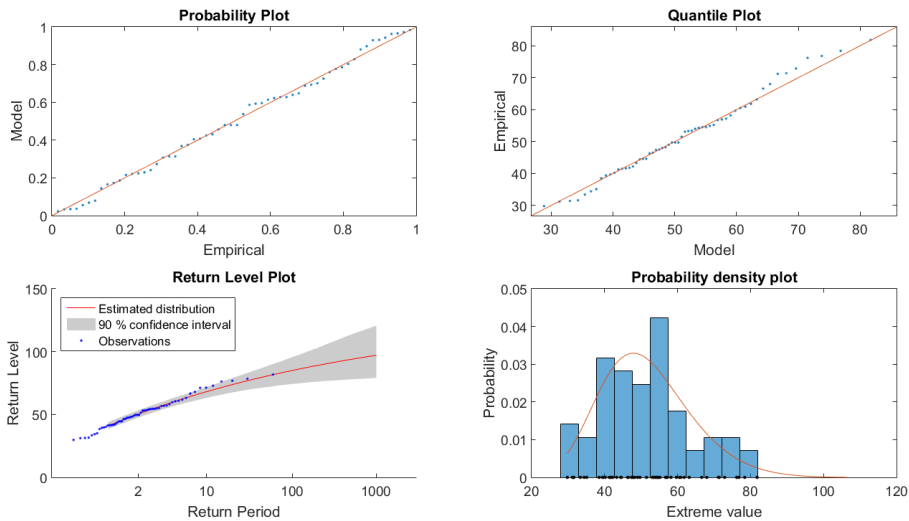 Probability Plot
1
0.8
0.6
0.4
0.2
0
0 0.2 0.4 0.6 0.8 1
Model
Empirical
Quantile Plot
80
70
60
50
40
30
30 40 50 60 70 80
Empirical
Model
Return Level Plot
150
100
50
0
2 10 100 1000
Return Level
Return Period
Estimated distribution
90 % confidence interval
Observations
Probability density plot
0.05
0.04
0.03
0.02
0.01
0
20 40 60 80 100 120
Probability
Extreme value